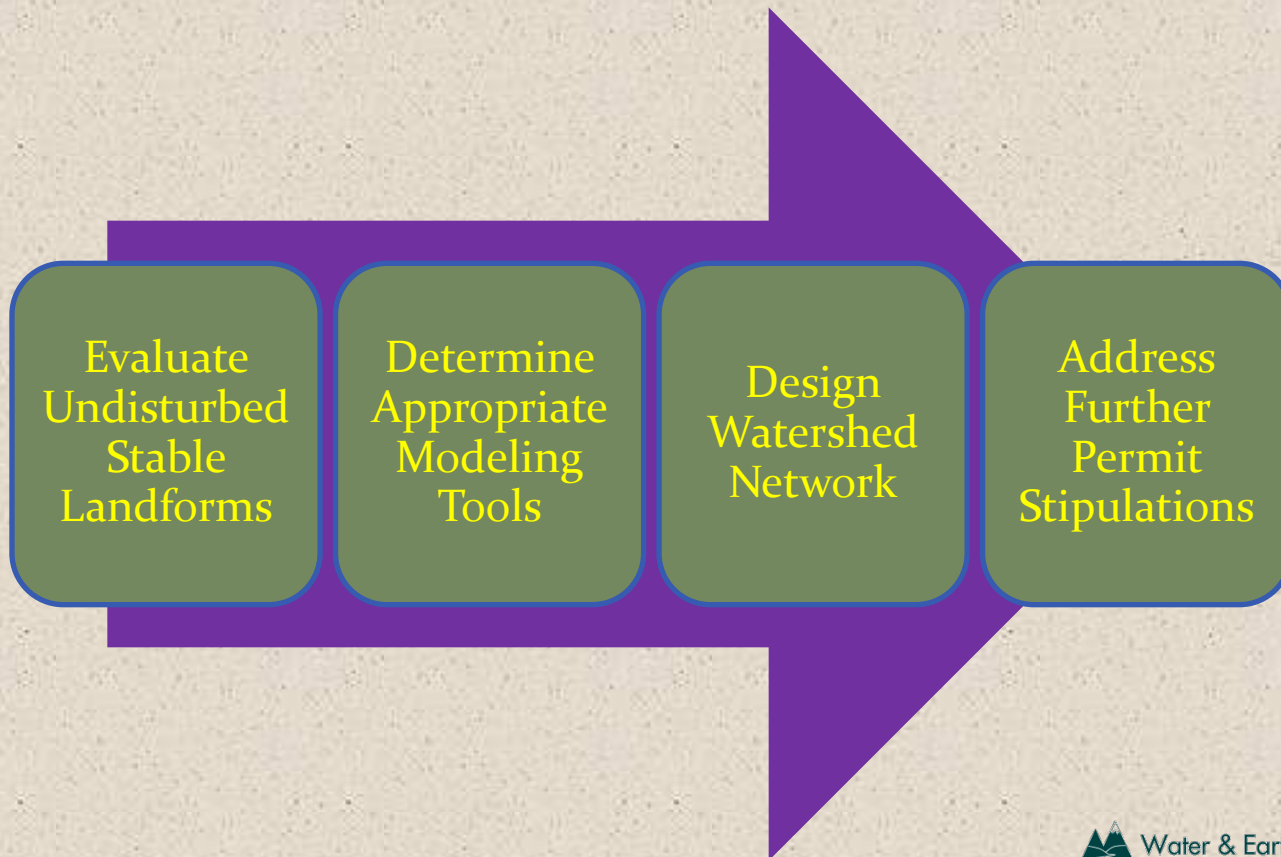 Evaluate
Undisturbed
Stable
Landforms
Determine
Appropriate
Modeling
Tools
Design
Watershed
Network
Address
Further
Permit
Stipulations
Water & Ear